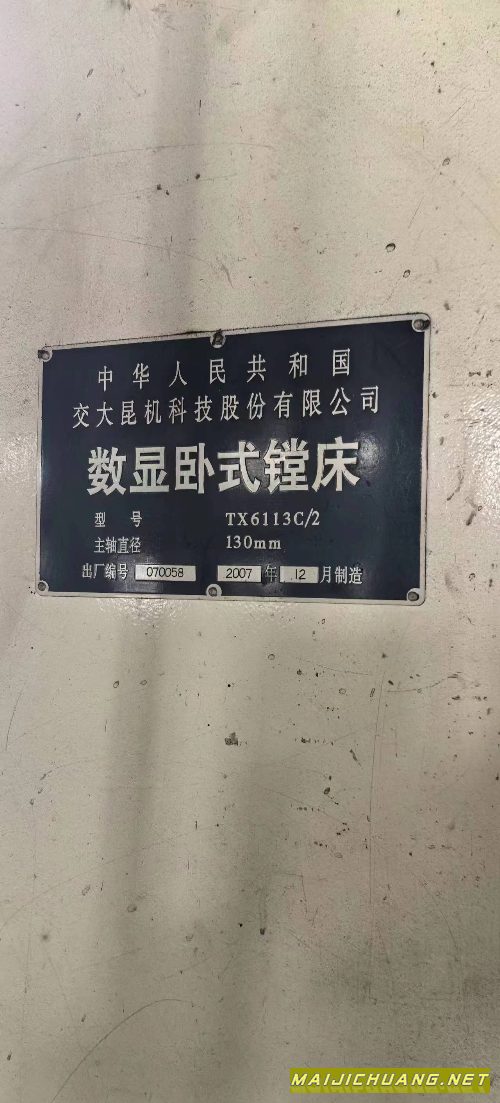 中华人民共和国
交大昆机科技股份有限公司
数显卧式镗床
型 号 TX6113C/2
主轴直径 130mm
出厂编号 070058 2007 年 12 月制造
MAIJICHUANG.NET